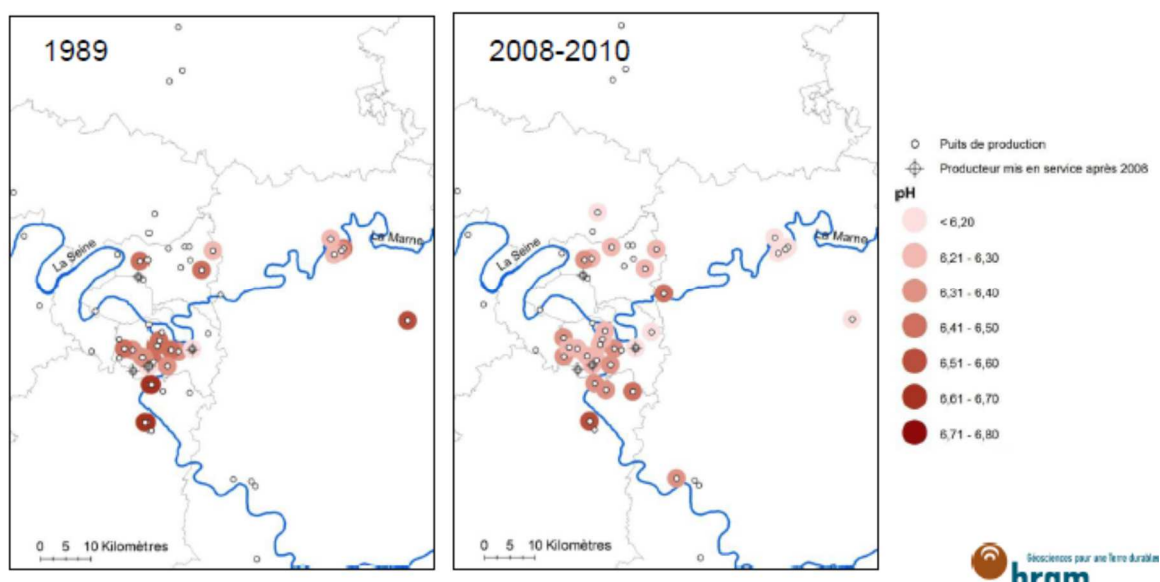 1989
La Seine
La Marne
0 5 10 Kilomètres
2008-2010
La Seine
La Marne
0 5 10 Kilomètres
Puits de production
Producteur mis en service après 2008
pH
< 6,20
6,21 - 6,30
6,31 - 6,40
6,41 - 6,50
6,51 - 6,60
6,61 - 6,70
6,71 - 6,80
Géosciences pour une Terre durable
brgm